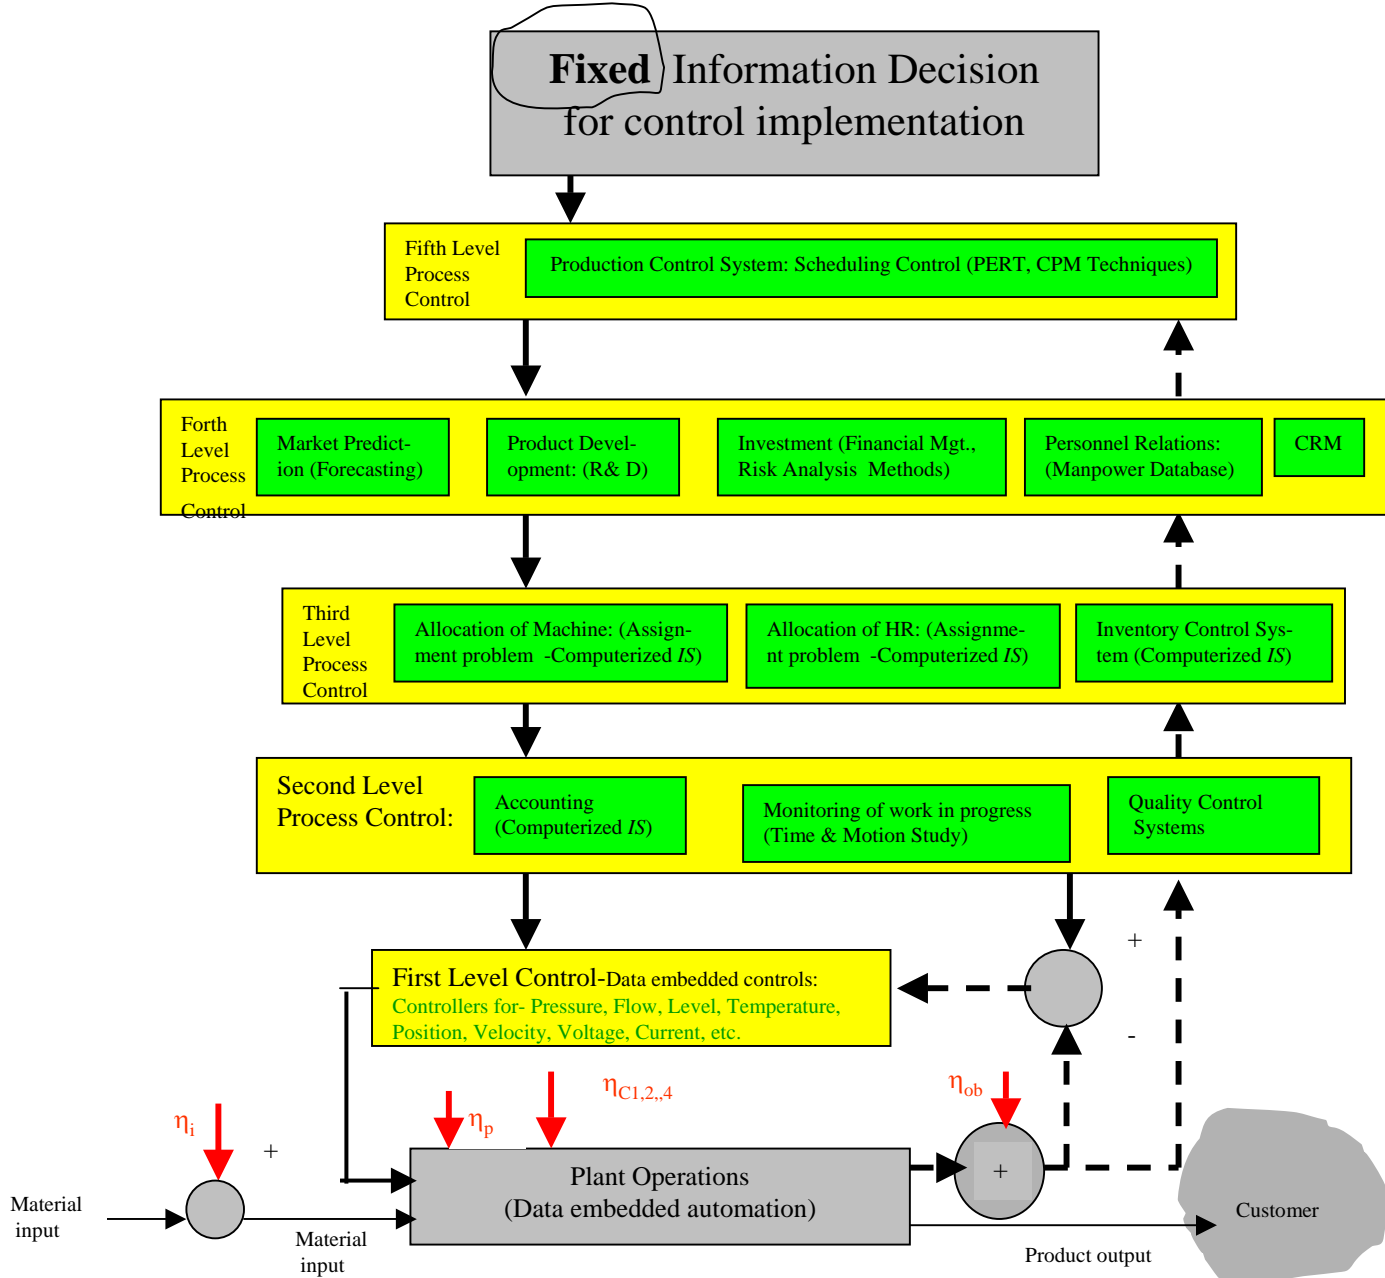 Fixed Information Decision
for control implementation
Fifth Level
Process
Control
Production Control System: Scheduling Control (PERT, CPM Techniques)
Forth
Level
Process
Control
Market Predict-
ion (Forecasting)
Product Devel-
opment: (R& D)
Investment (Financial Mgt.,
Risk Analysis Methods)
Personnel Relations:
(Manpower Database)
CRM
Third
Level
Process
Control
Allocation of Machine: (Assign-
ment problem -Computerized IS)
Allocation of HR: (Assignme-
nt problem -Computerized IS)
Inventory Control Sys-
tem (Computerized IS)
Second Level
Process Control:
Accounting
(Computerized IS)
Monitoring of work in progress
(Time & Motion Study)
Quality Control
Systems
+
First Level Control-Data embedded controls:
Controllers for- Pressure, Flow, Level, Temperature,
Position, Velocity, Voltage, Current, etc.
-
ηi
+
ηp
ηC1,2,,4
ηob
+
Plant Operations
(Data embedded automation)
Material
input
Material
input
Product output
Customer